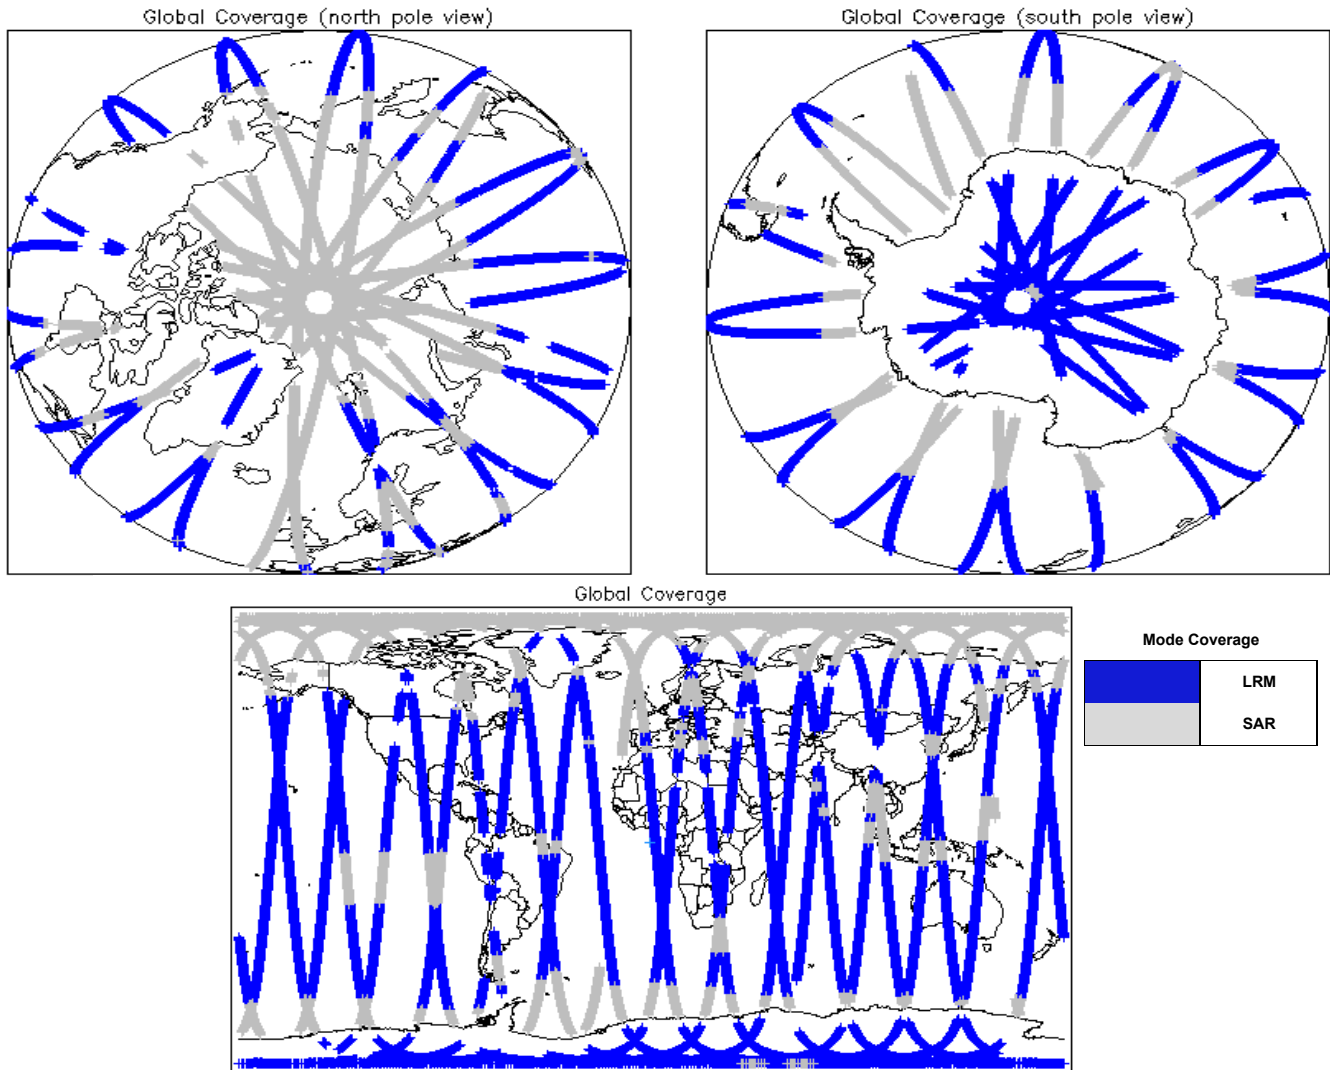 Global Coverage (north pole view)
Global Coverage (south pole view)
Global Coverage
Mode Coverage
LRM
SAR